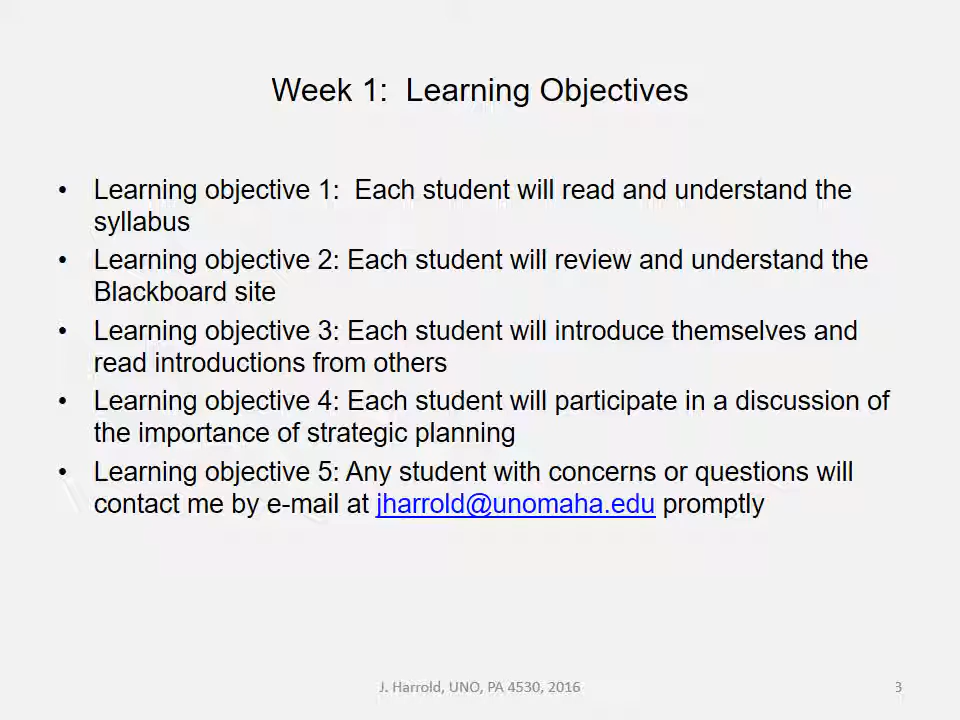 Week 1:  Learning Objectives
• Learning objective 1:  Each student will read and understand the
syllabus
• Learning objective 2: Each student will review and understand the
Blackboard site
• Learning objective 3: Each student will introduce themselves and
read introductions from others
• Learning objective 4: Each student will participate in a discussion of
the importance of strategic planning
• Learning objective 5: Any student with concerns or questions will
contact me by e-mail at jharrold@unomaha.edu promptly
J. Harrold, UNO, PA 4530, 2016
3